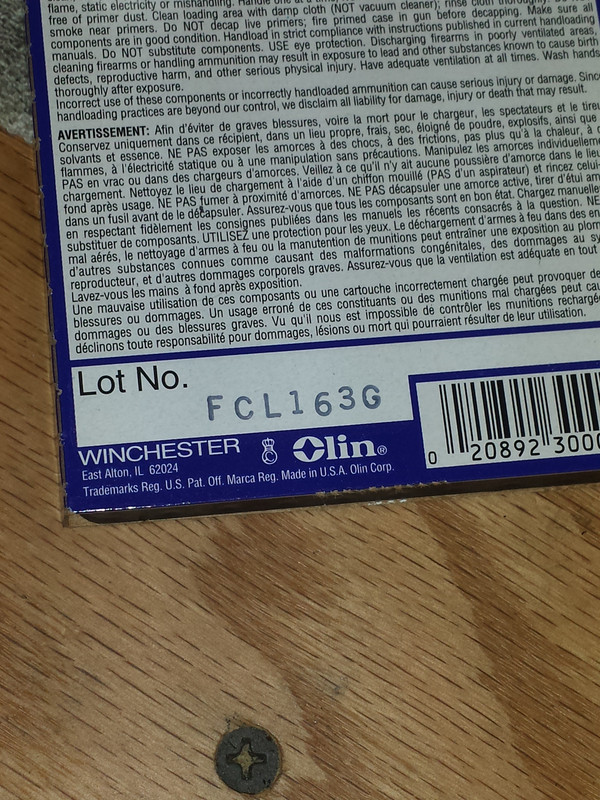 flame, static electricity or mishandling. Handle one at a
free of primer dust. Clean loading area with damp cloth (NOT vacuum cleaner); rinse cloth thoroughly. Do
smoke near primers. Do NOT decap live primers; fire primed case in gun before decapping. Make sure all
components are in good condition. Handload in strict compliance with instructions published in current handloading
manuals. Do NOT substitute components. USE eye protection. Discharging firearms in poorly ventilated areas,
cleaning firearms or handling ammunition may result in exposure to lead and other substances known to cause birth
defects, reproductive harm, and other serious physical injury. Have adequate ventilation at all times. Wash hands
thoroughly after exposure.
Incorrect use of these components or incorrectly handloaded ammunition can cause serious injury or damage. Since
handloading practices are beyond our control, we disclaim all liability for damage, injury or death that may result.
AVERTISSEMENT: Afin d'éviter de graves blessures, voire la mort pour le chargeur, les spectateurs et le tireu
Conservez uniquement dans ce récipient, dans un lieu propre, frais, sec, éloigné de poudre, explosifs, ainsi que
solvants et essence. NE PAS exposer les amorces à des chocs, à des frictions, pas plus qu'à la chaleur, à
flammes, à l'électricité statique ou à une manipulation sans précautions. Manipulez les amorces individuelleme
PAS en vrac ou dans des chargeurs d'amorces. Veillez à ce qu'il n'y ait aucune poussière d'amorce dans le lieu
chargement. Nettoyez le lieu de chargement à l'aide d'un chiffon mouillé (PAS d'un aspirateur) et rincez celui-
fond après usage. NE PAS fumer à proximité d'amorces. NE PAS décapsuler une amorce active, tirer d'étui am
dans un fusil avant de le décapsuler. Assurez-vous que tous les composants sont en bon état. Chargez manuelle
en respectant fidèlement les consignes publiées dans les manuels les récents consacrés à la question. NE
substituer de composants. UTILISEZ une protection pour les yeux. Le déchargement d'armes à feu dans des en
mal aérés, le nettoyage d'armes à feu ou la manutention de munitions peut entraîner une exposition au plom
d'autres substances connues comme causant des malformations congénitales, des dommages au sy
reproducteur, et d'autres dommages corporels graves. Assurez-vous que la ventilation est adéquate en tout
Lavez-vous les mains à fond après exposition.
Une mauvaise utilisation de ces composants ou une cartouche incorrectement chargée peut provoquer de
blessures ou dommages. Un usage erroné de ces constituants ou des munitions mal chargées peut cau
dommages ou des blessures graves. Vu qu'il nous est impossible de contrôler les munitions rechargé
déclinons toute responsabilité pour dommages, lésions ou mort qui pourraient résulter de leur utilisation.
Lot No.
FCL163G
WINCHESTER Olin®
East Alton, IL 62024
Trademarks Reg. U.S. Pat. Off. Marca Reg. Made in U.S.A. Olin Corp.
0 20892 3000